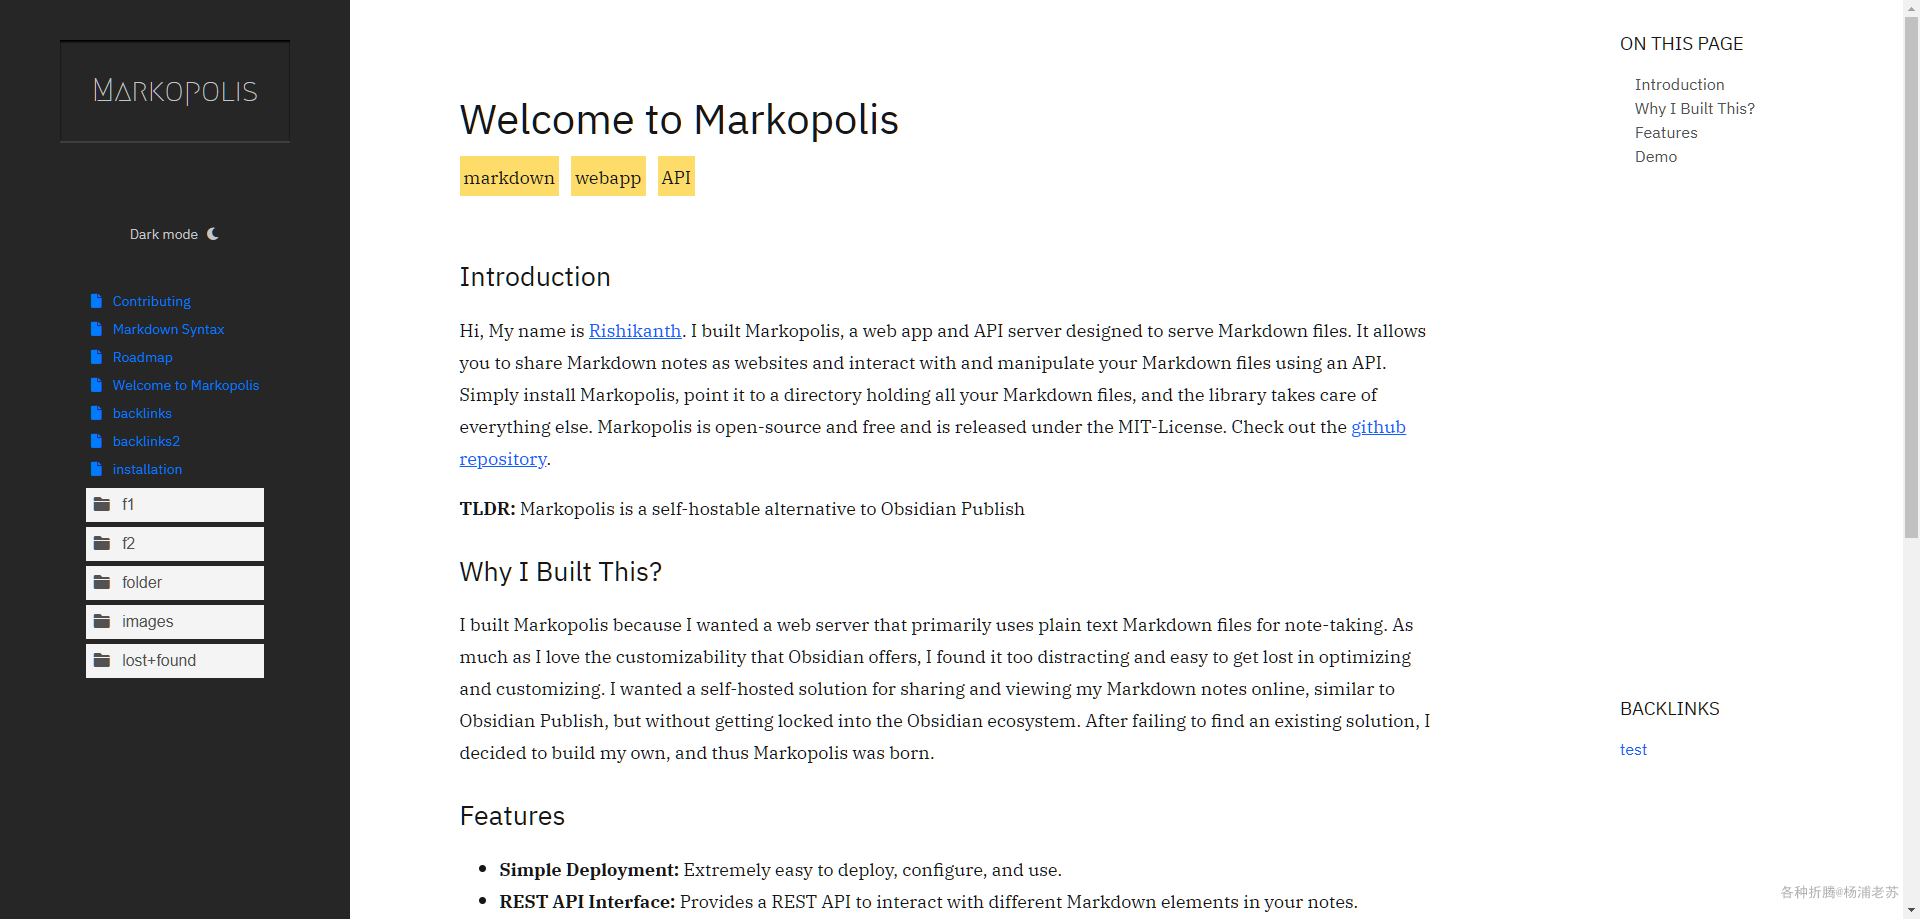 Markopolis
Dark mode
Contributing
Markdown Syntax
Roadmap
Welcome to Markopolis
backlinks
backlinks2
installation
f1
f2
folder
images
lost+found
Welcome to Markopolis
markdown webapp API
Introduction
Hi, My name is Rishikanth. I built Markopolis, a web app and API server designed to serve Markdown files. It allows
you to share Markdown notes as websites and interact with and manipulate your Markdown files using an API.
Simply install Markopolis, point it to a directory holding all your Markdown files, and the library takes care of
everything else. Markopolis is open-source and free and is released under the MIT-License. Check out the github
repository.
TLDR: Markopolis is a self-hostable alternative to Obsidian Publish
Why I Built This?
I built Markopolis because I wanted a web server that primarily uses plain text Markdown files for note-taking. As
much as I love the customizability that Obsidian offers, I found it too distracting and easy to get lost in optimizing
and customizing. I wanted a self-hosted solution for sharing and viewing my Markdown notes online, similar to
Obsidian Publish, but without getting locked into the Obsidian ecosystem. After failing to find an existing solution, I
decided to build my own, and thus Markopolis was born.
Features
Simple Deployment: Extremely easy to deploy, configure, and use.
REST API Interface: Provides a REST API to interact with different Markdown elements in your notes.
ON THIS PAGE
Introduction
Why I Built This?
Features
Demo
BACKLINKS
test
各种折腾@杨浦老苏